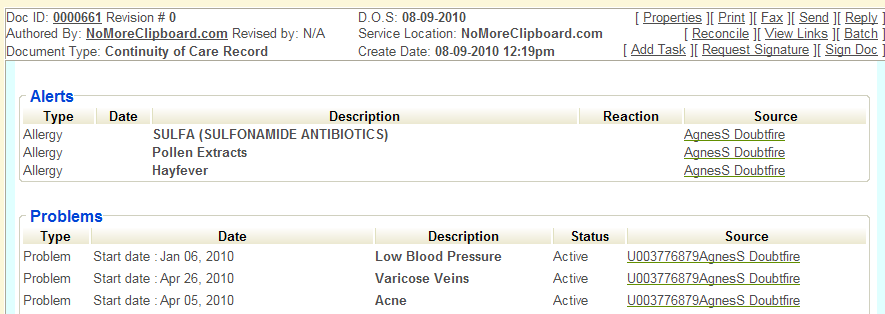 Doc ID: 0000661 Revision # 0 D.O.S: 08-09-2010 [ Properties ][ Print ][ Fax ][ Send ][ Reply ]
Authored By: NoMoreClipboard.com Revised by: N/A Service Location: NoMoreClipboard.com [ Reconcile ][ View Links ][ Batch ]
Document Type: Continuity of Care Record Create Date: 08-09-2010 12:19pm [ Add Task ][ Request Signature ][ Sign Doc ]
Alerts
Type Date Description Reaction Source
Allergy SULFA (SULFONAMIDE ANTIBIOTICS) AgnesS Doubtfire
Allergy Pollen Extracts AgnesS Doubtfire
Allergy Hayfever AgnesS Doubtfire
Problems
Type Date Description Status Source
Problem Start date : Jan 06, 2010 Low Blood Pressure Active U003776879AgnesS Doubtfire
Problem Start date : Apr 26, 2010 Varicose Veins Active U003776879AgnesS Doubtfire
Problem Start date : Apr 05, 2010 Acne Active U003776879AgnesS Doubtfire